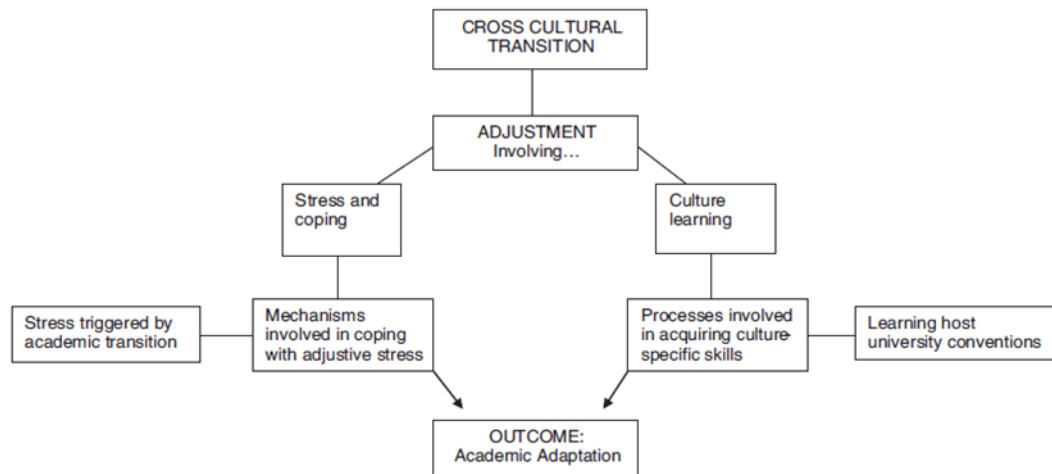 CROSS CULTURAL
TRANSITION
ADJUSTMENT
Involving...
Stress and
coping
Culture
learning
Stress triggered by
academic transition
Mechanisms
involved in coping
with adjustive stress
Processes involved
in acquiring culture-
specific skills
Learning host
university conventions
OUTCOME:
Academic Adaptation